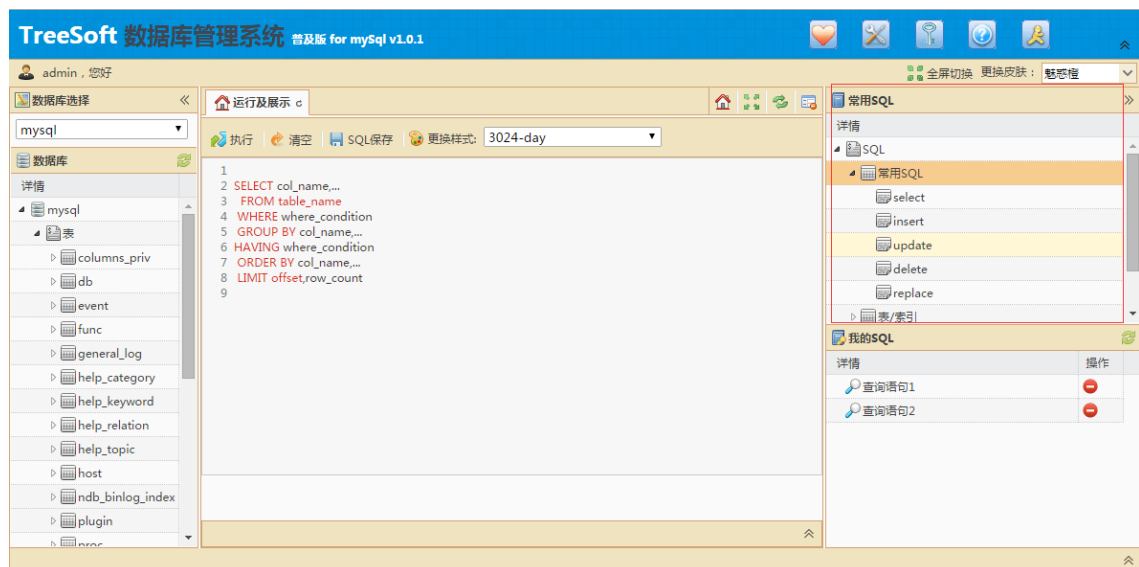 TreeSoft 数据库管理系统 普及版 for mySql v1.0.1
admin , 您好
全屏切换 更换皮肤： 魅惑橙
数据库选择
mysql
数据库
详情
mysql
表
columns_priv
db
event
func
general_log
help_category
help_keyword
help_relation
help_topic
host
ndb_binlog_index
plugin
proc
运行及展示
执行 清空 SQL保存 更换样式: 3024-day
1
2 SELECT col_name,...
3 FROM table_name
4 WHERE where_condition
5 GROUP BY col_name,...
6 HAVING where_condition
7 ORDER BY col_name,...
8 LIMIT offset,row_count
9
常用SQL
详情
SQL
常用SQL
select
insert
update
delete
replace
表/索引
我的SQL
详情 操作
查询语句1
查询语句2